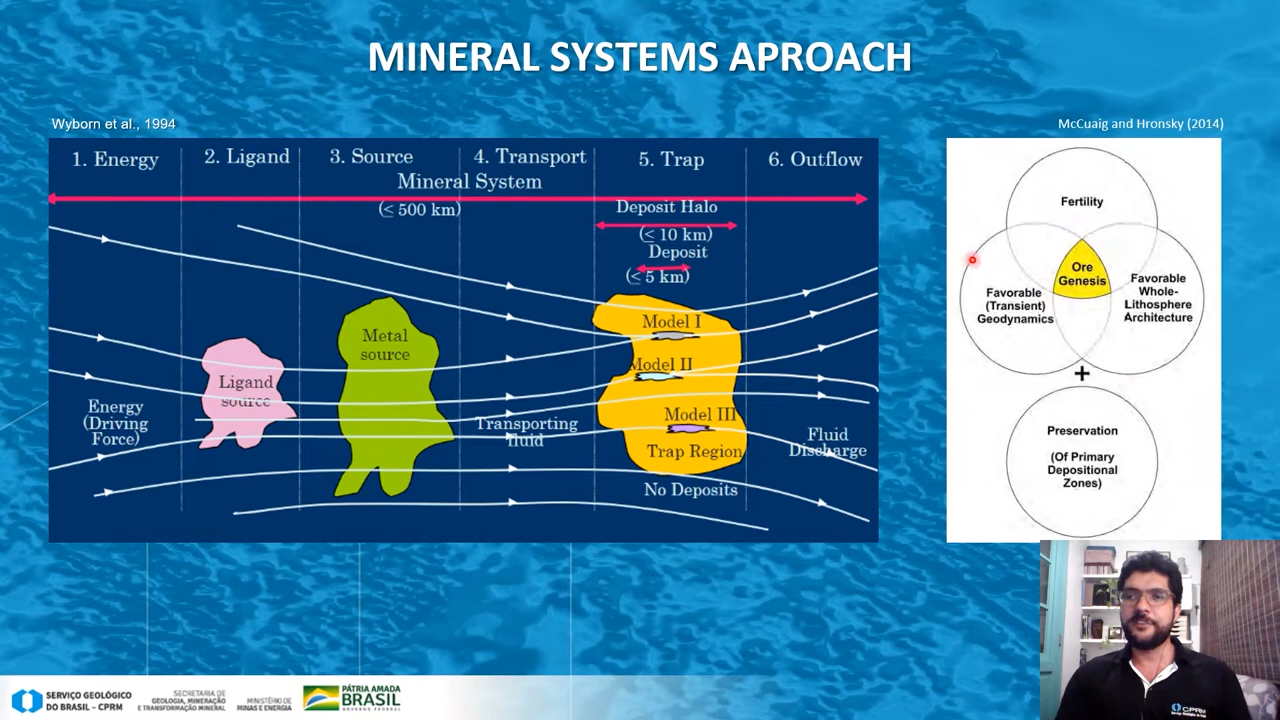 MINERAL SYSTEMS APROACH
Wyborn et al., 1994
McCuaig and Hronsky (2014)
1. Energy
2. Ligand
3. Source
4. Transport
5. Trap
6. Outflow
Mineral System
(≤ 500 km)
Deposit Halo
(≤ 10 km)
Deposit
(≤ 5 km)
Energy
(Driving
Force)
Ligand
source
Metal
source
Transporting
fluid
Model I
Model II
Model III
Trap Region
No Deposits
Fluid
Discharge
Fertility
Ore
Genesis
Favorable
(Transient)
Geodynamics
Favorable
Whole-
Lithosphere
Architecture
+
Preservation
(Of Primary
Depositional
Zones)
SERVIÇO GEOLÓGICO
DO BRASIL – CPRM
SECRETARIA DE
GEOLOGIA, MINERAÇÃO
E TRANSFORMAÇÃO MINERAL
MINISTÉRIO DE
MINAS E ENERGIA
PÁTRIA AMADA
BRASIL
GOVERNO FEDERAL
CPRM